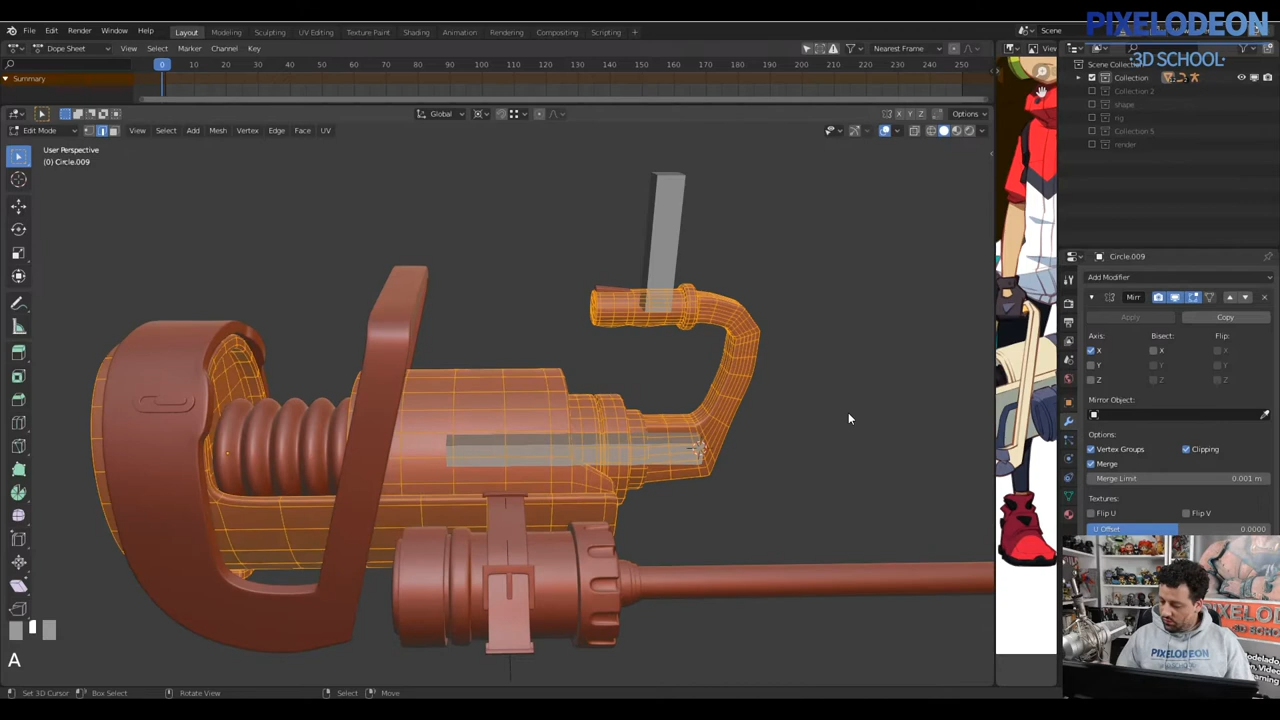 PIXELODEON
3D SCHOOL
File Edit Render Window Help
Layout Modeling Sculpting UV Editing Texture Paint Shading Animation Rendering Compositing Scripting
Scene
Dope Sheet View Select Marker Channel Key
Nearest Frame
View
0 10 20 30 40 50 60 70 80 90 100 110 120 130 140 150 160 170 180 190 200 210 220 230 240 250
Summary
Scene Collection
Collection
Collection 2
shape
rig
Collection 5
render
Global
X Y Z
Options
Edit Mode View Select Add Mesh Vertex Edge Face UV
User Perspective
(0) Circle.009
Circle.009
Add Modifier
Mirr
Apply Copy
Axis: Bisect: Flip:
X X X
Y Y Y
Z Z Z
Mirror Object:
Options:
Vertex Groups Clipping
Merge
Merge Limit 0.001 m
Textures:
Flip U Flip V
U Offset 0.0000
A
Set 3D Cursor Box Select Rotate View Select Move
PIXELODEON
3D SCHOOL